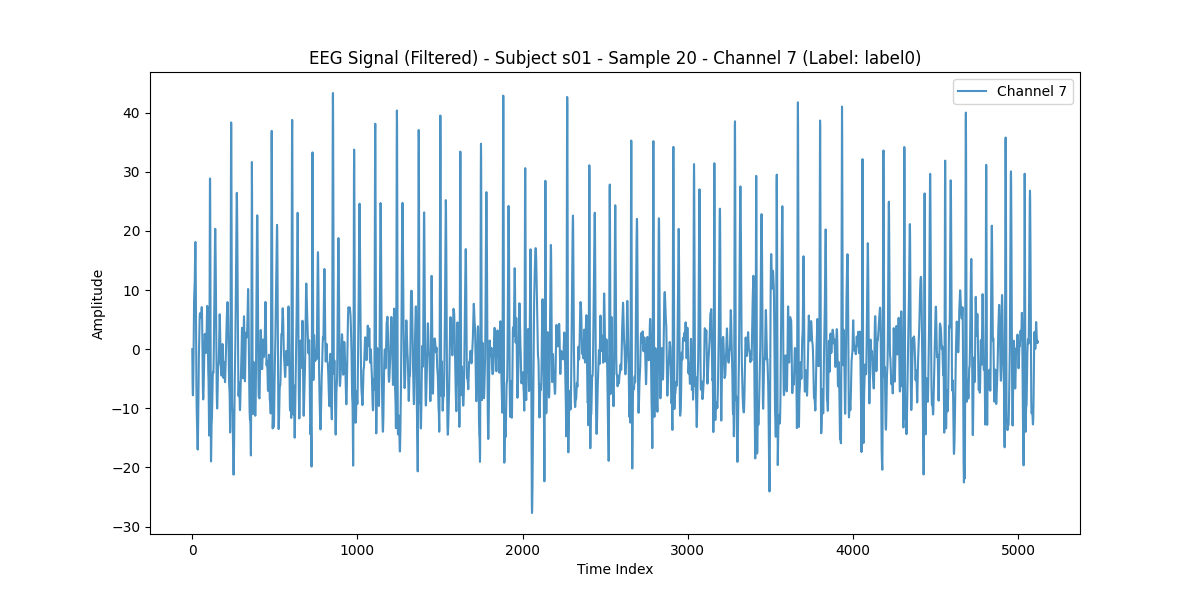 EEG Signal (Filtered) - Subject s01 - Sample 20 - Channel 7 (Label: label0)
Channel 7
40
30
20
10
0
−10
−20
−30
Amplitude
0 1000 2000 3000 4000 5000
Time Index